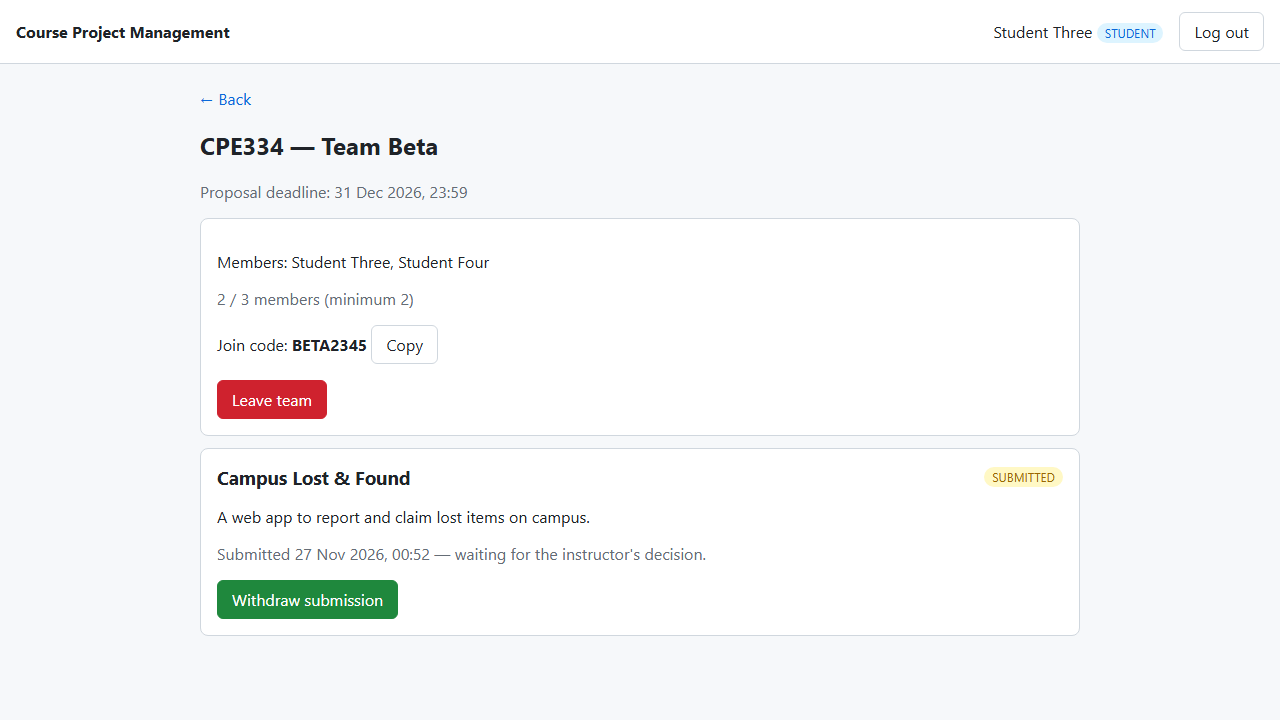 Course Project Management
Student Three STUDENT Log out
← Back
CPE334 — Team Beta
Proposal deadline: 31 Dec 2026, 23:59
Members: Student Three, Student Four
2 / 3 members (minimum 2)
Join code: BETA2345 Copy
Leave team
Campus Lost & Found SUBMITTED
A web app to report and claim lost items on campus.
Submitted 27 Nov 2026, 00:52 — waiting for the instructor's decision.
Withdraw submission